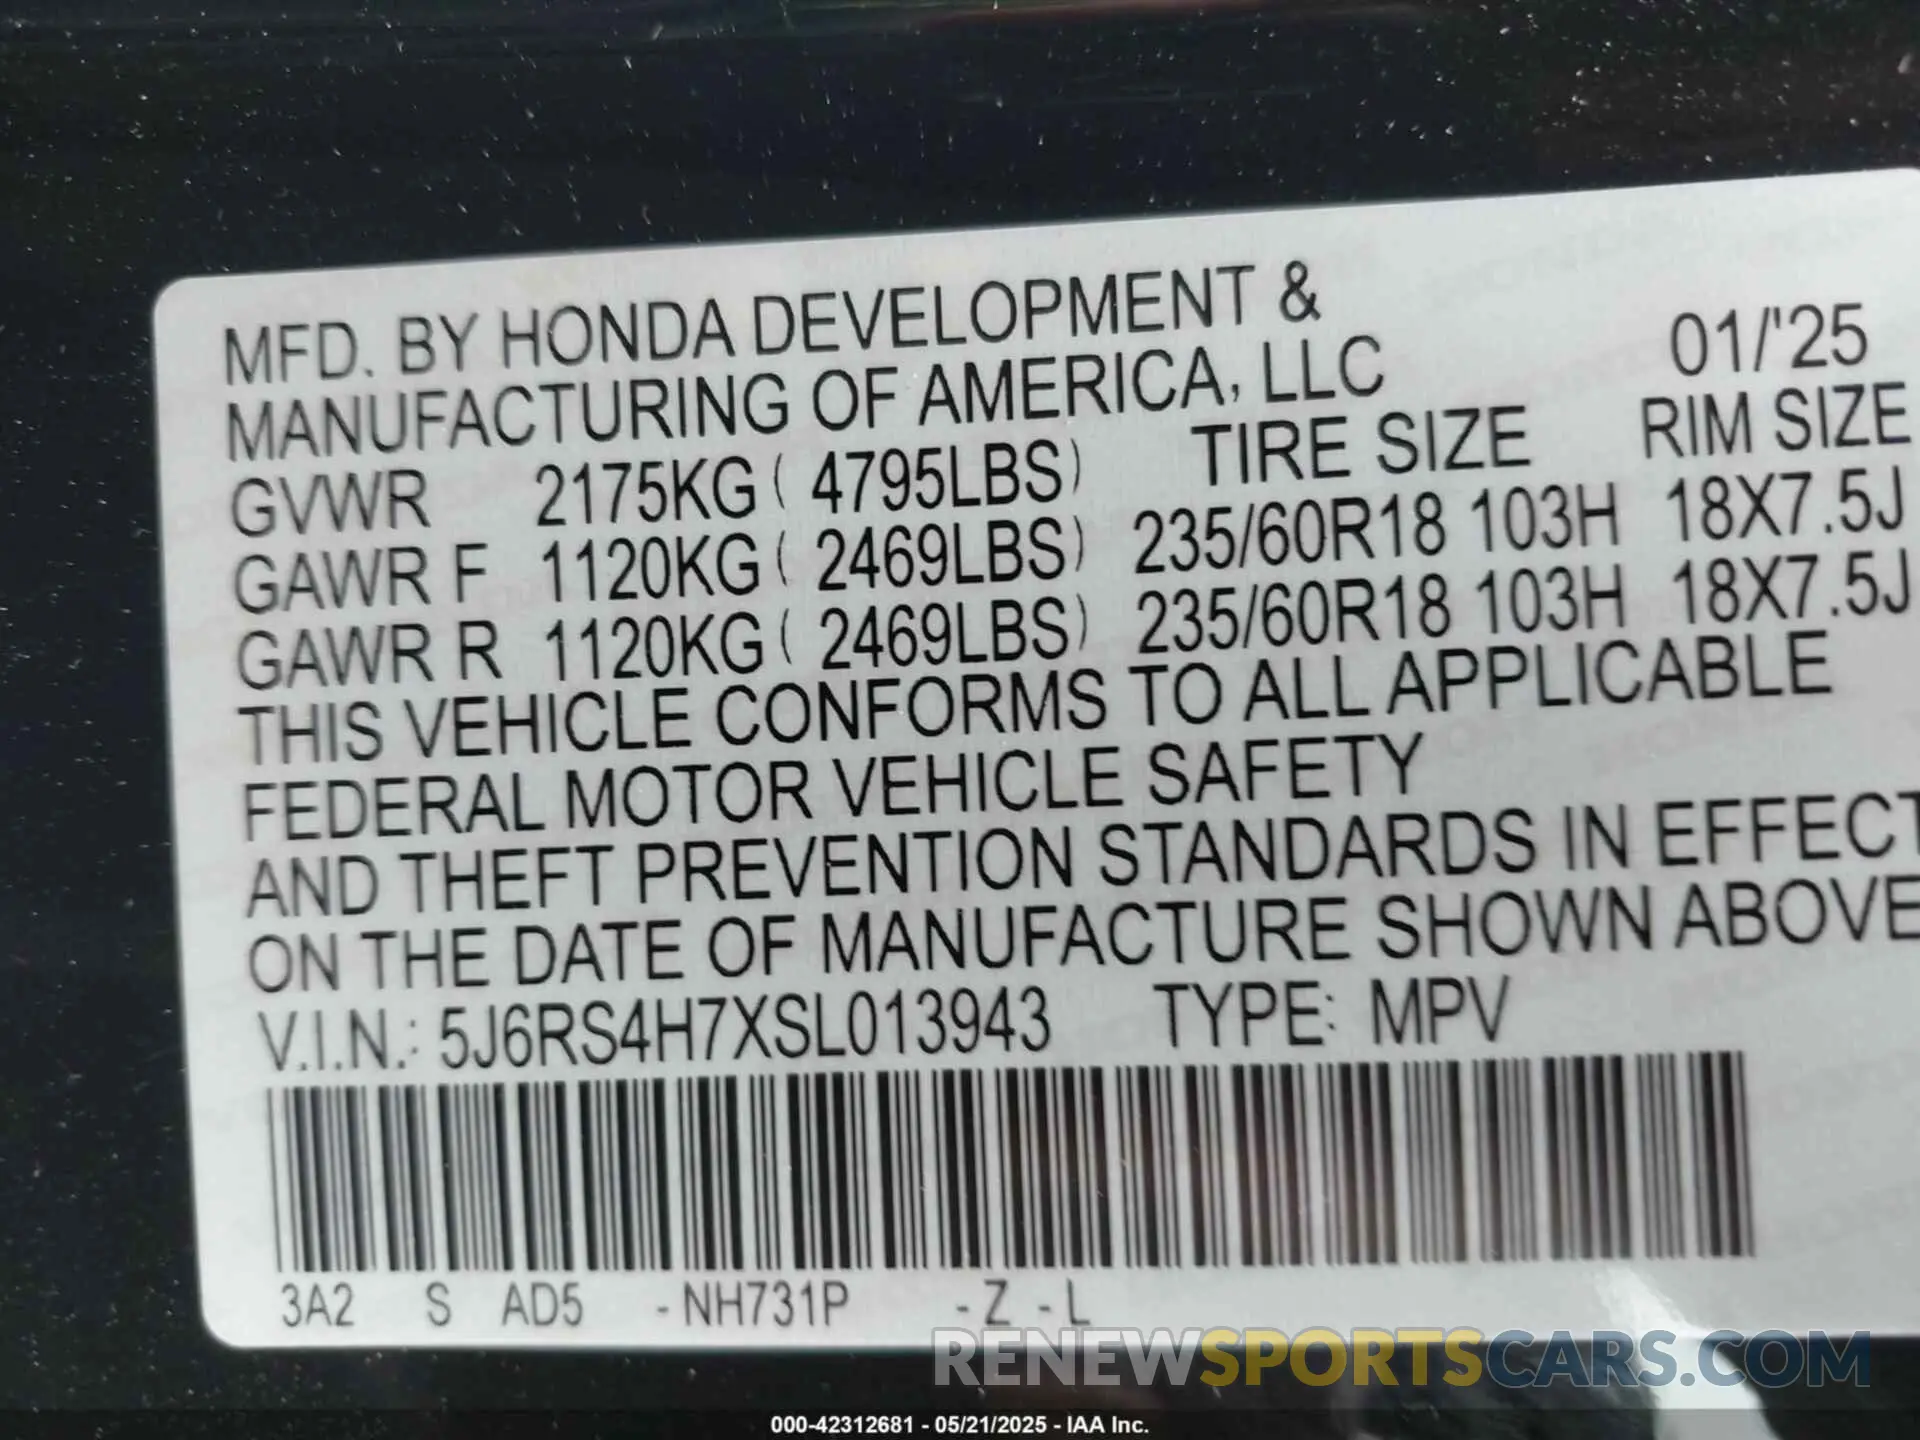 MFD. BY HONDA DEVELOPMENT &
MANUFACTURING OF AMERICA, LLC 01/'25
GVWR 2175KG ( 4795LBS) TIRE SIZE RIM SIZE
GAWR F 1120KG ( 2469LBS) 235/60R18 103H 18X7.5J
GAWR R 1120KG ( 2469LBS) 235/60R18 103H 18X7.5J
THIS VEHICLE CONFORMS TO ALL APPLICABLE
FEDERAL MOTOR VEHICLE SAFETY
AND THEFT PREVENTION STANDARDS IN EFFECT
ON THE DATE OF MANUFACTURE SHOWN ABOVE
V.I.N.: 5J6RS4H7XSL013943 TYPE: MPV
3A2 S AD5 - NH731P - Z - L
RENEWSPORTSCARS.COM
000-42312681 - 05/21/2025 - IAA Inc.